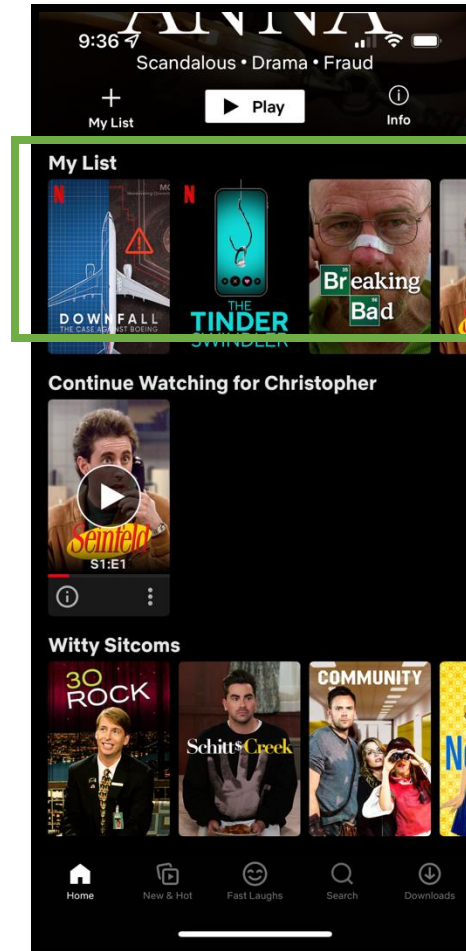 ANNA
9:36
Scandalous • Drama • Fraud
My List
Play
Info
My List
N
DOWNFALL
THE CASE AGAINST BOEING
N
THE
TINDER
SWINDLER
Breaking
Bad
Continue Watching for Christopher
Seinfeld
S1:E1
Witty Sitcoms
30
ROCK
Schitt$ Creek
COMMUNITY
Home
New & Hot
Fast Laughs
Search
Downloads